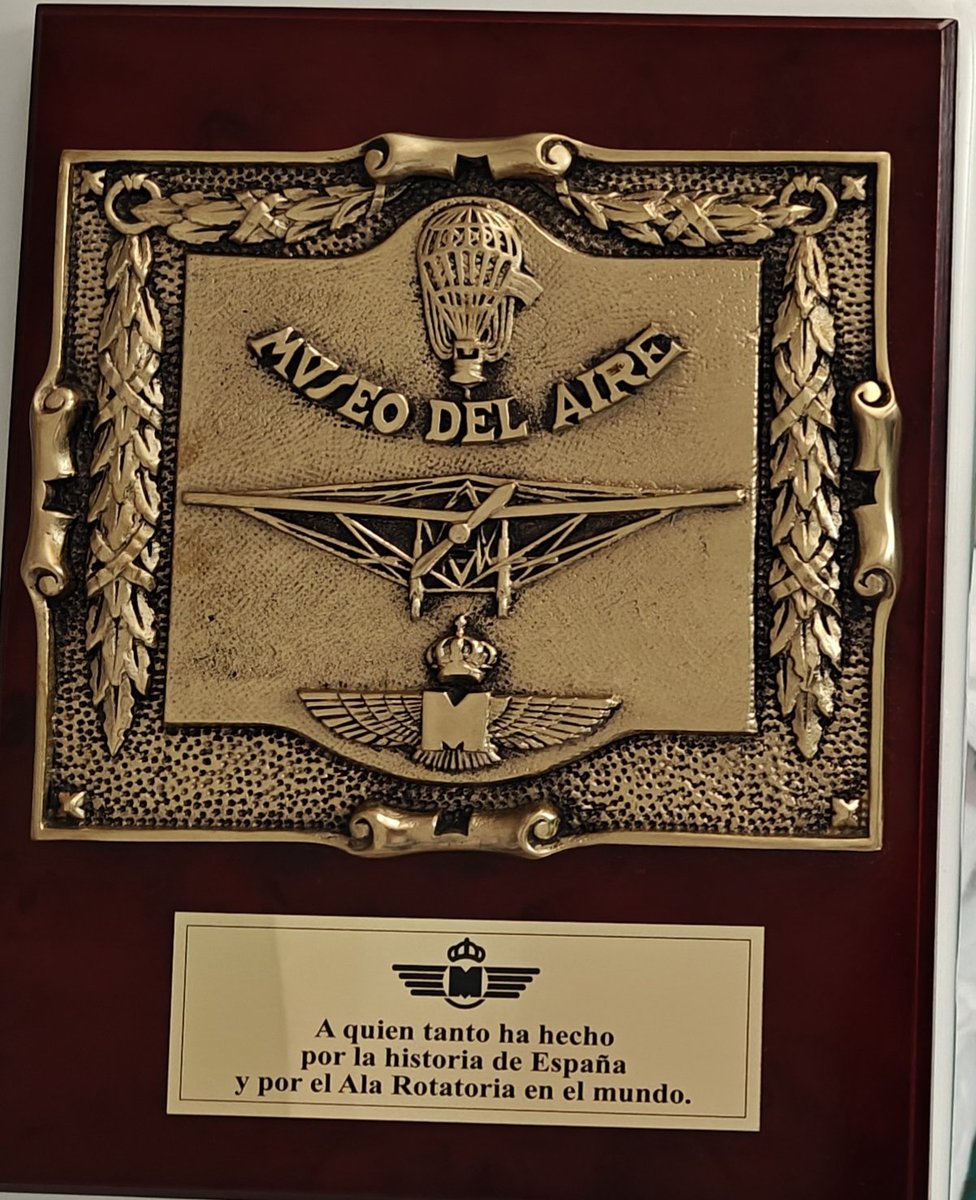 MVSEO DEL AIRE
M
M
A quien tanto ha hecho
por la historia de España
y por el Ala Rotatoria en el mundo.